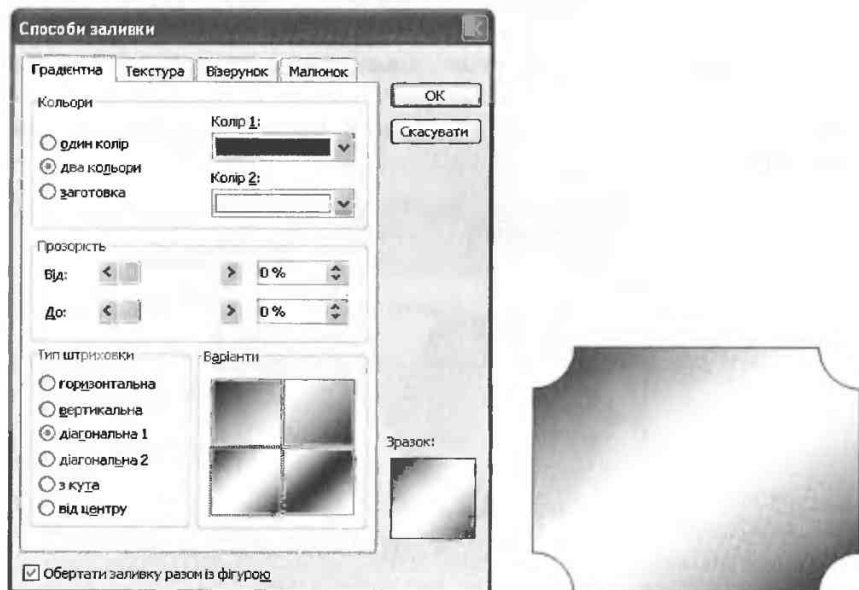 Способи заливки
Градієнтна Текстура Візерунок Малюнок
Кольори
один колір
два кольори
заготовка
Колір 1:
Колір 2:
ОК
Скасувати
Прозорість
Від: 0 %
До: 0 %
Тип штриховки
горизонтальна
вертикальна
діагональна 1
діагональна 2
з кута
від центру
Варіанти
Зразок:
Обертати заливку разом із фігурою